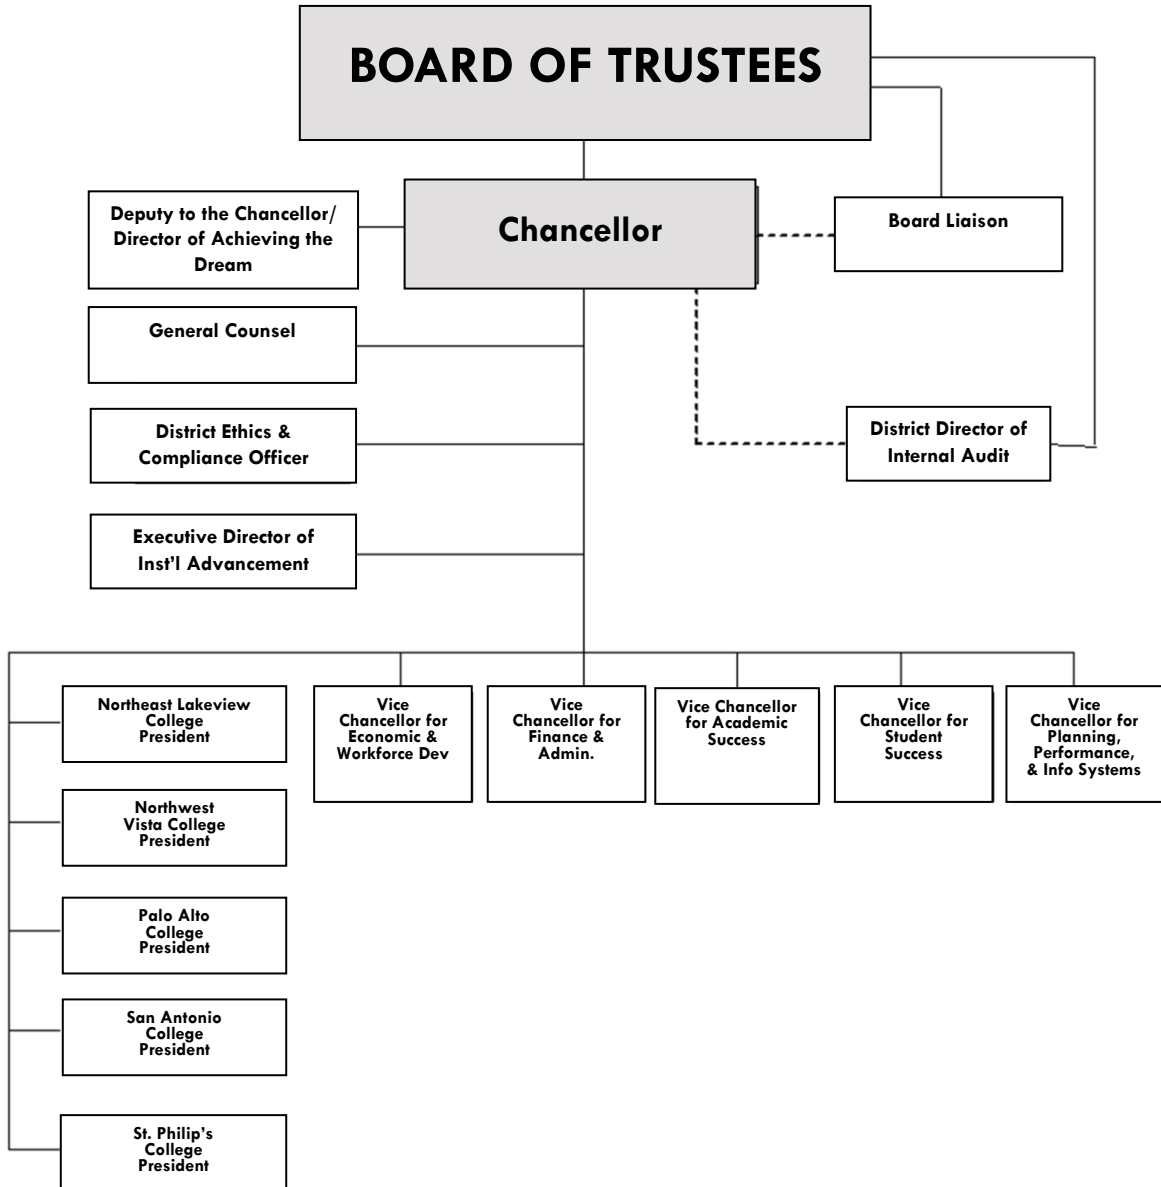 BOARD OF TRUSTEES
Chancellor
Deputy to the Chancellor/
Director of Achieving the
Dream
Board Liaison
General Counsel
District Ethics &
Compliance Officer
District Director of
Internal Audit
Executive Director of
Inst'l Advancement
Northeast Lakeview
College
President
Vice
Chancellor for
Economic &
Workforce Dev
Vice
Chancellor for
Finance &
Admin.
Vice Chancellor
for Academic
Success
Vice
Chancellor for
Student
Success
Vice
Chancellor for
Planning,
Performance,
& Info Systems
Northwest
Vista College
President
Palo Alto
College
President
San Antonio
College
President
St. Philip's
College
President